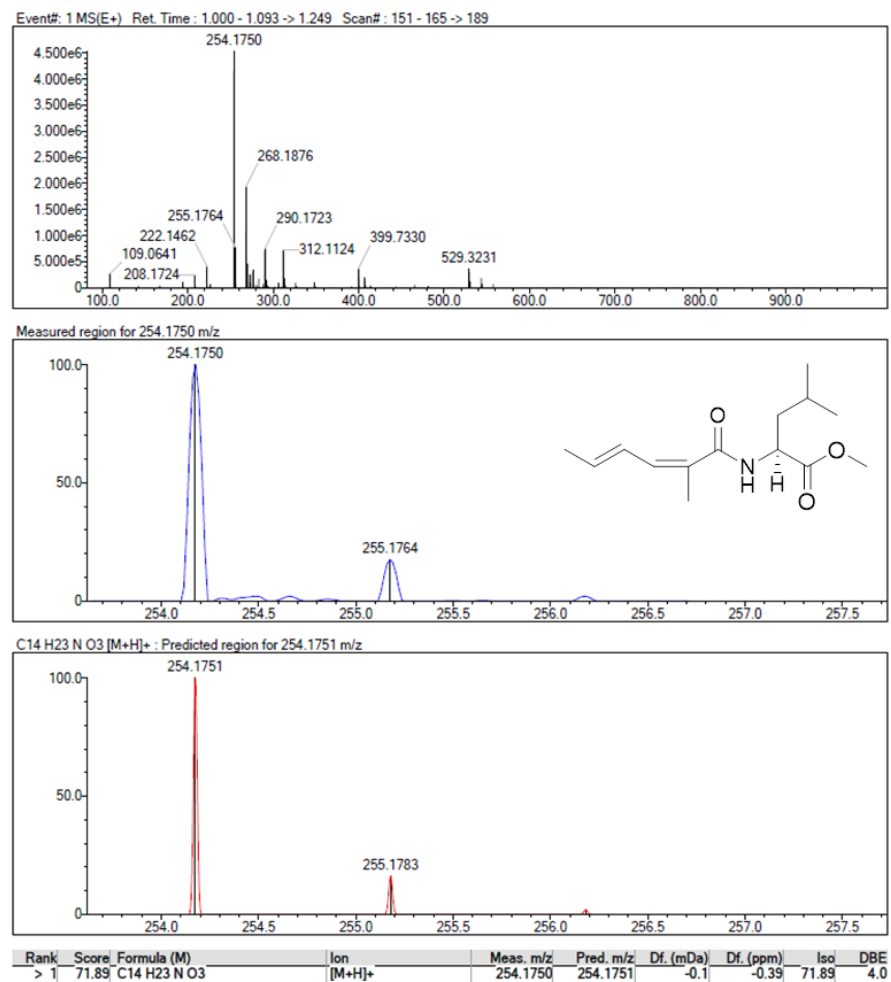 Event#: 1 MS(E+) Ret. Time : 1.000 - 1.093 -> 1.249 Scan# : 151 - 165 -> 189
254.1750
4.500e6
4.000e6
3.500e6
3.000e6
2.500e6
2.000e6
1.500e6
1.000e6
5.000e5
0
268.1876
255.1764
290.1723
222.1462
312.1124
399.7330
109.0641
529.3231
208.1724
100.0 200.0 300.0 400.0 500.0 600.0 700.0 800.0 900.0
Measured region for 254.1750 m/z
254.1750
100.0
50.0
0
255.1764
O
N
H
H
O
O
254.0 254.5 255.0 255.5 256.0 256.5 257.0 257.5
C14 H23 N O3 [M+H]+ : Predicted region for 254.1751 m/z
254.1751
100.0
50.0
0
255.1783
254.0 254.5 255.0 255.5 256.0 256.5 257.0 257.5
Rank Score Formula (M) Ion Meas. m/z Pred. m/z Df. (mDa) Df. (ppm) Iso DBE
> 1 71.89 C14 H23 N O3 [M+H]+ 254.1750 254.1751 -0.1 -0.39 71.89 4.0